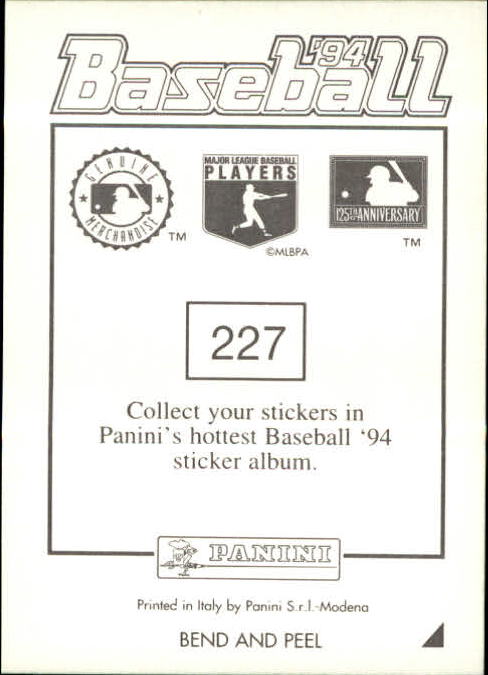 Baseball '94
GENUINE
MERCHANDISE
TM
MAJOR LEAGUE BASEBALL
PLAYERS
©MLBPA
125TH ANNIVERSARY
TM
227
Collect your stickers in
Panini's hottest Baseball ‘94
sticker album.
PANINI
Printed in Italy by Panini S.r.l.-Modena
BEND AND PEEL